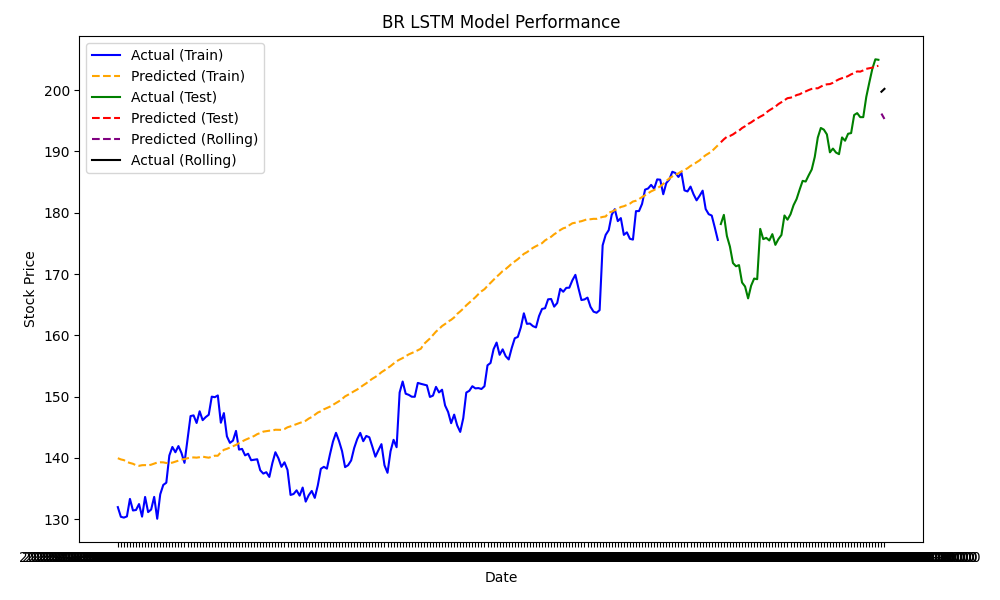 BR LSTM Model Performance
Actual (Train)
Predicted (Train)
Actual (Test)
Predicted (Test)
Predicted (Rolling)
Actual (Rolling)
200
190
180
170
160
150
140
130
Stock Price
Date